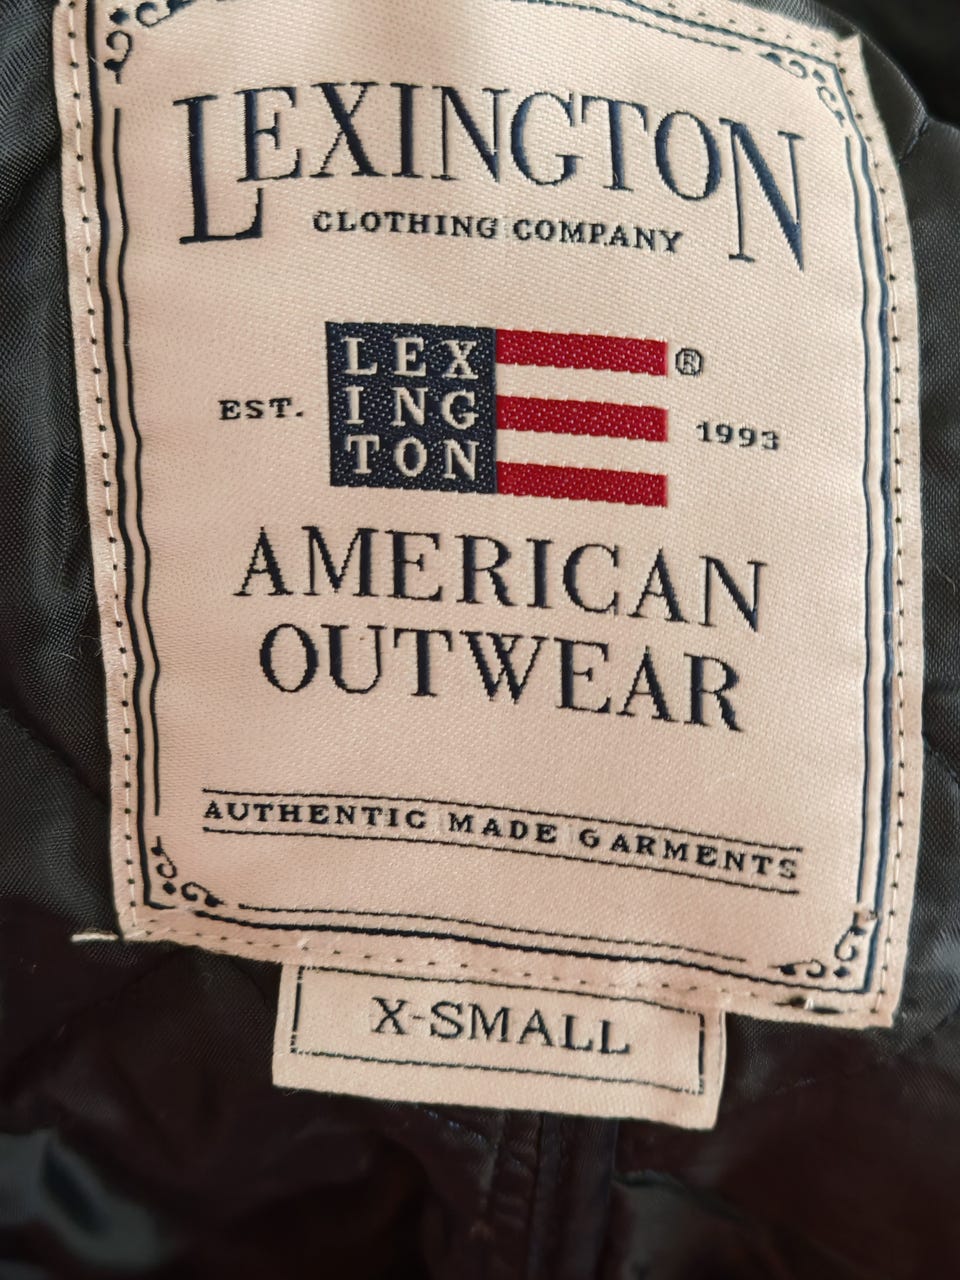 LEXINGTON
CLOTHING COMPANY
LEX
ING
TON
®
EST.
1993
AMERICAN
OUTWEAR
AUTHENTIC MADE GARMENTS
X-SMALL